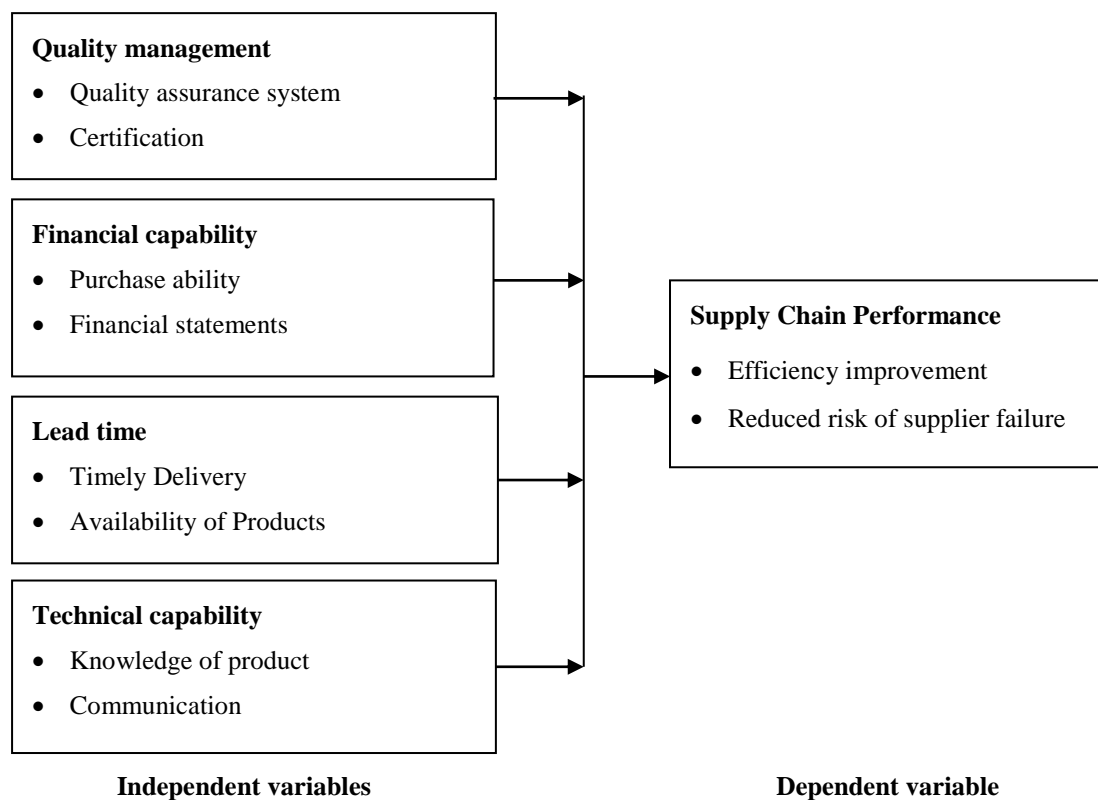 Quality management
• Quality assurance system
• Certification
Financial capability
• Purchase ability
• Financial statements
Lead time
• Timely Delivery
• Availability of Products
Technical capability
• Knowledge of product
• Communication
Supply Chain Performance
• Efficiency improvement
• Reduced risk of supplier failure
Independent variables
Dependent variable